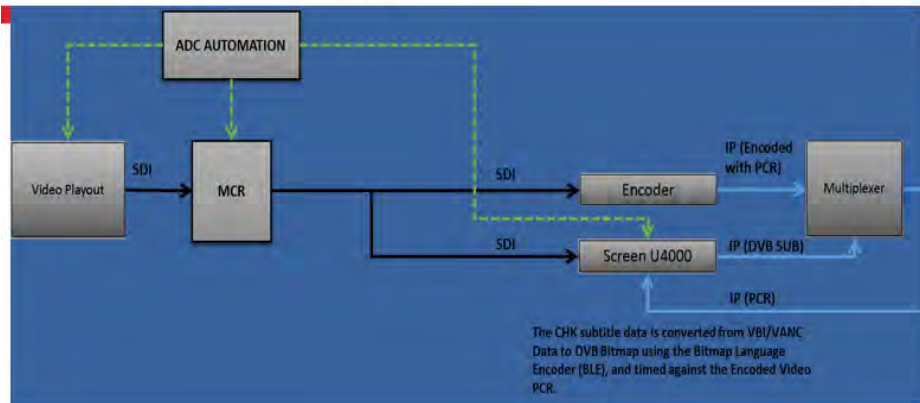 ADC AUTOMATION
IP (Encoded
with PCR)
SDI
SDI
Video Playout
MCR
Encoder
Multiplexer
SDI
Screen U4000
IP (DVB SUB)
IP (PCR)
The CHK subtitle data is converted from VBI/VANC
Data to DVB Bitmap using the Bitmap Language
Encoder (BLE), and timed against the Encoded Video
PCR.